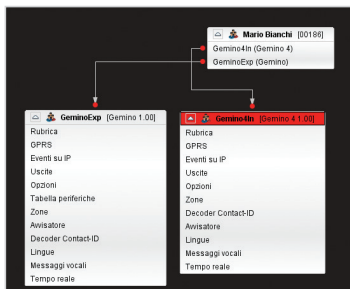 Mario Bianchi [00186]
Gemino4In (Gemino 4)
GeminoExp (Gemino)
GeminoExp [Gemino 1.00]
Rubrica
GPRS
Eventi su IP
Uscite
Opzioni
Tabella periferiche
Zone
Avvisatore
Decoder Contact-ID
Lingue
Messaggi vocali
Tempo reale
Gemino4In [Gemino 4 1.00]
Rubrica
GPRS
Eventi su IP
Uscite
Opzioni
Zone
Avvisatore
Decoder Contact-ID
Lingue
Messaggi vocali
Tempo reale